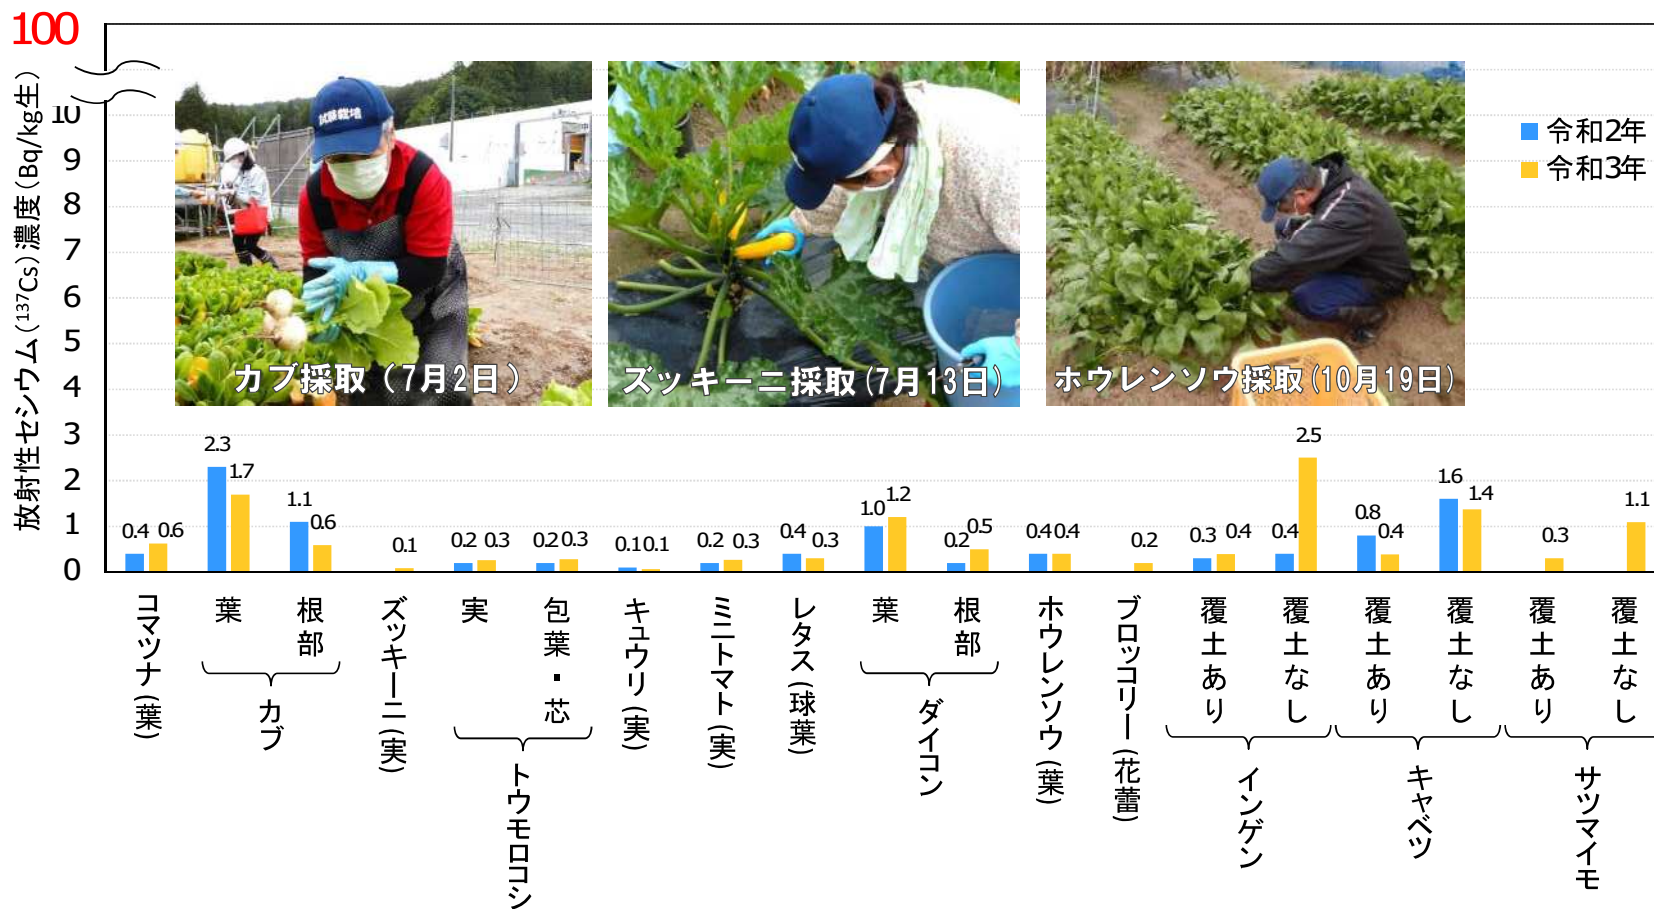 100
放射性セシウム(¹³⁷Cs)濃度(Bq/kg生)
10
9
8
7
6
5
4
3
2
1
0
試験栽培
カブ採取(7月2日)
ズッキーニ採取(7月13日)
ホウレンソウ採取(10月19日)
令和2年
令和3年
0.4 0.6
2.3 1.7
1.1 0.6
0.1
0.2 0.3
0.2 0.3
0.1 0.1
0.2 0.3
0.4 0.3
1.0 1.2
0.2 0.5
0.4 0.4
0.2
0.3 0.4
0.4 2.5
0.8 0.4
1.6 1.4
0.3
1.1
コマツナ(葉)
葉
根部
カブ
ズッキーニ(実)
実
包葉・芯
トウモロコシ
キュウリ(実)
ミニトマト(実)
レタス(球葉)
葉
根部
ダイコン
ホウレンソウ(葉)
ブロッコリー(花蕾)
覆土あり
覆土なし
インゲン
覆土あり
覆土なし
キャベツ
覆土あり
覆土なし
サツマイモ